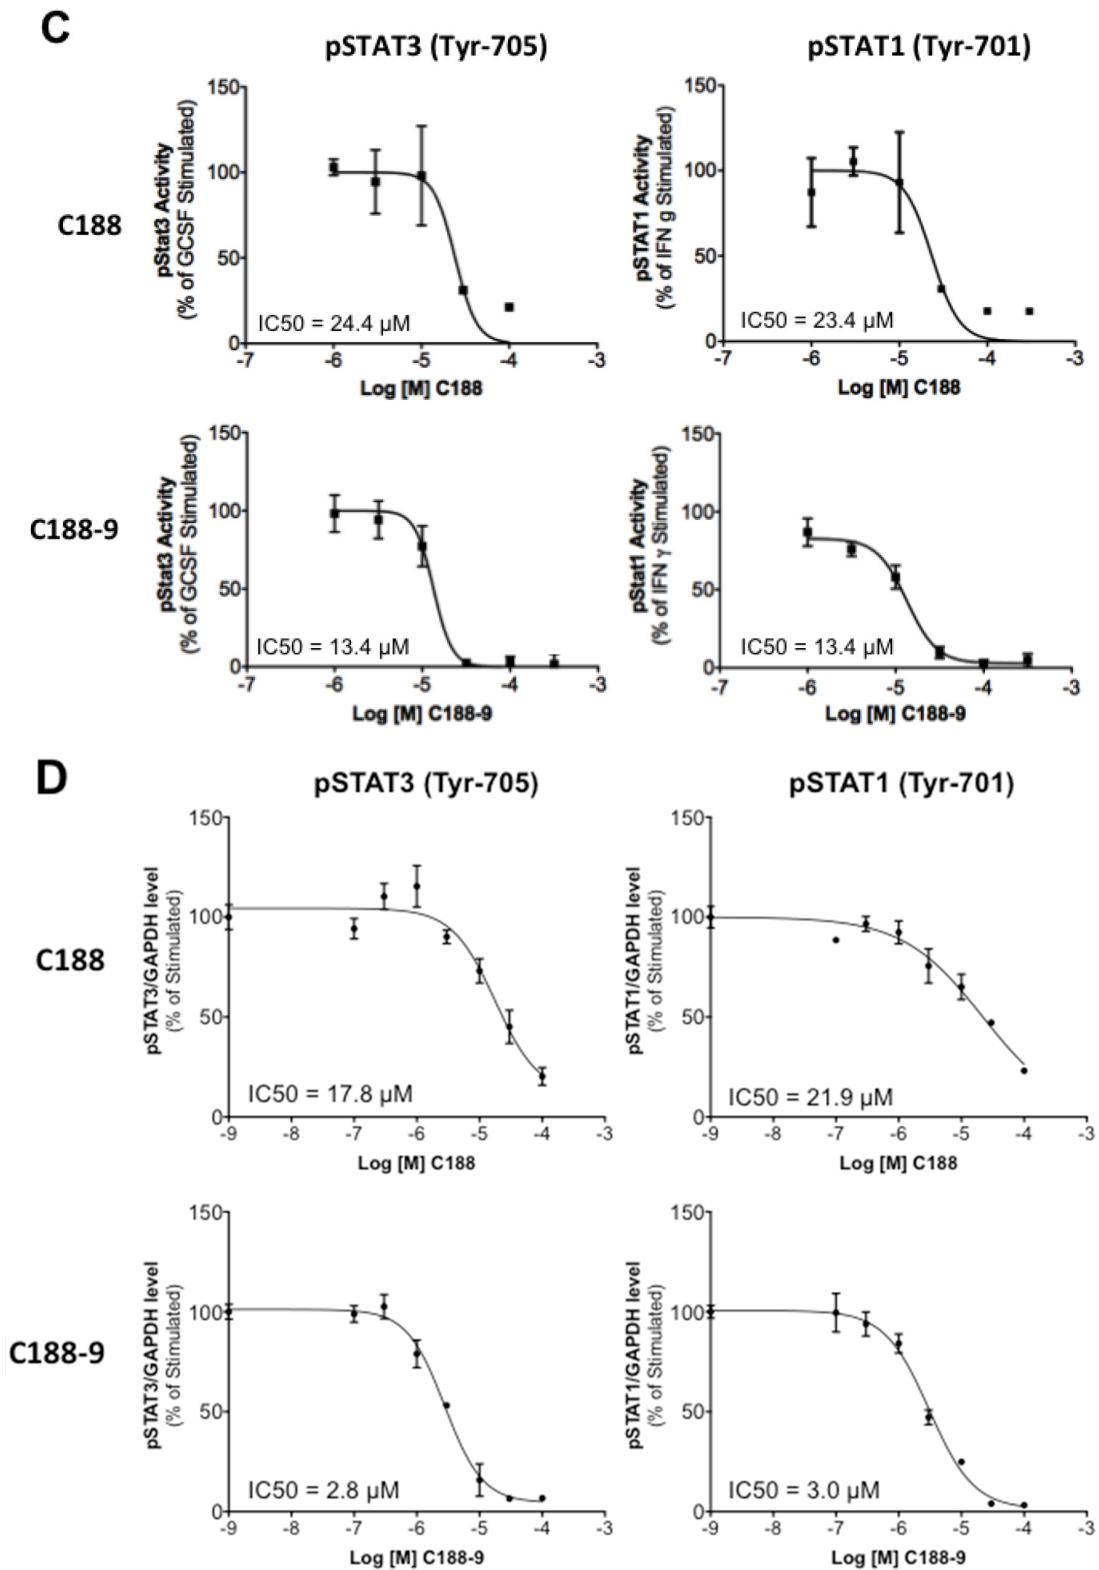 C
pSTAT3 (Tyr-705)
pSTAT1 (Tyr-701)
C188
pStat3 Activity
(% of GCSF Stimulated)
150
100
50
0
IC50 = 24.4 µM
-7 -6 -5 -4 -3
Log [M] C188
pSTAT1 Activity
(% of IFN g Stimulated)
150
100
50
0
IC50 = 23.4 µM
-7 -6 -5 -4 -3
Log [M] C188
C188-9
pStat3 Activity
(% of GCSF Stimulated)
150
100
50
0
IC50 = 13.4 µM
-7 -6 -5 -4 -3
Log [M] C188-9
pStat1 Activity
(% of IFN γ Stimulated)
150
100
50
0
IC50 = 13.4 µM
-7 -6 -5 -4 -3
Log [M] C188-9
D
pSTAT3 (Tyr-705)
pSTAT1 (Tyr-701)
C188
pSTAT3/GAPDH level
(% of Stimulated)
150
100
50
0
IC50 = 17.8 µM
-9 -8 -7 -6 -5 -4 -3
Log [M] C188
pSTAT1/GAPDH level
(% of Stimulated)
150
100
50
0
IC50 = 21.9 µM
-9 -8 -7 -6 -5 -4 -3
Log [M] C188
C188-9
pSTAT3/GAPDH level
(% of Stimulated)
150
100
50
0
IC50 = 2.8 µM
-9 -8 -7 -6 -5 -4 -3
Log [M] C188-9
pSTAT1/GAPDH level
(% of Stimulated)
150
100
50
0
IC50 = 3.0 µM
-9 -8 -7 -6 -5 -4 -3
Log [M] C188-9